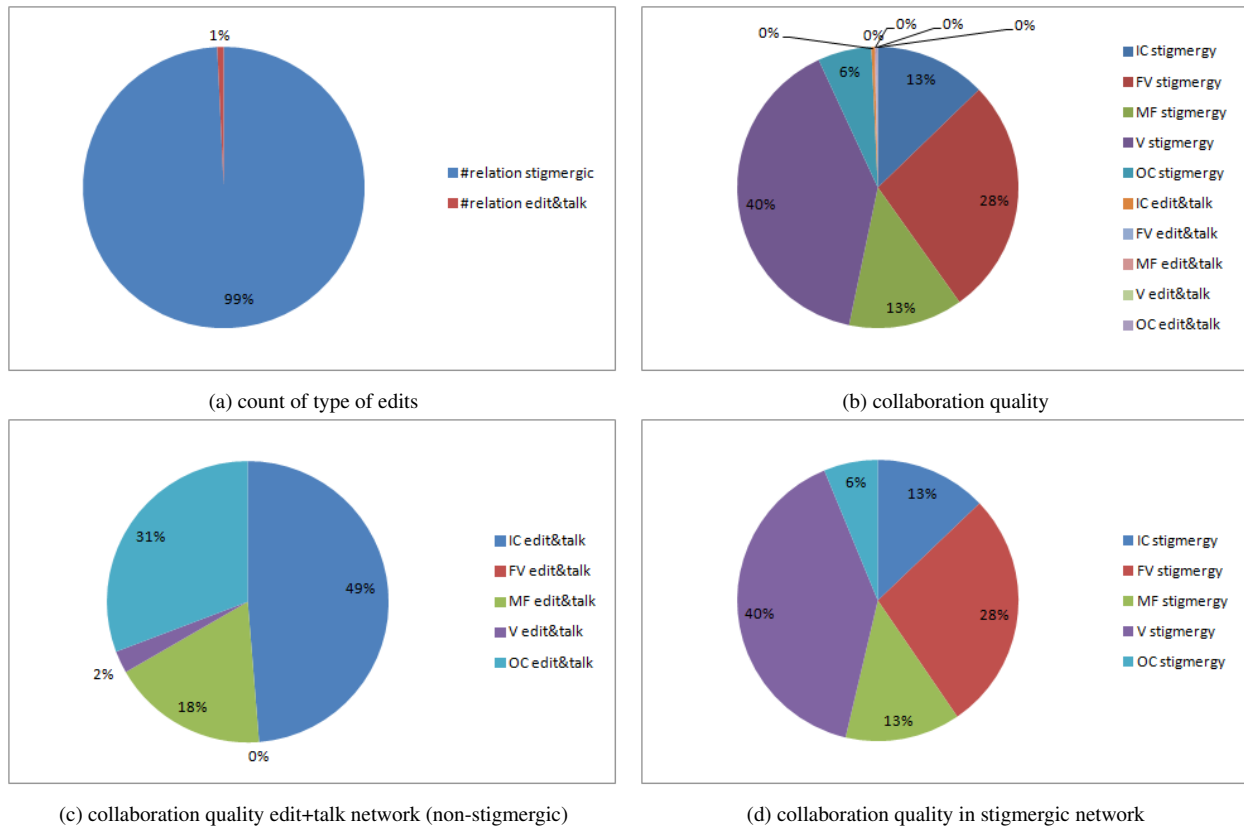 1%
#relation stigmergic
#relation edit&talk
99%
(a) count of type of edits
0%
0%
0%
0%
0%
13%
28%
13%
40%
6%
IC stigmergy
FV stigmergy
MF stigmergy
V stigmergy
OC stigmergy
IC edit&talk
FV edit&talk
MF edit&talk
V edit&talk
OC edit&talk
(b) collaboration quality
49%
0%
18%
2%
31%
IC edit&talk
FV edit&talk
MF edit&talk
V edit&talk
OC edit&talk
(c) collaboration quality edit+talk network (non-stigmergic)
13%
28%
13%
40%
6%
IC stigmergy
FV stigmergy
MF stigmergy
V stigmergy
OC stigmergy
(d) collaboration quality in stigmergic network